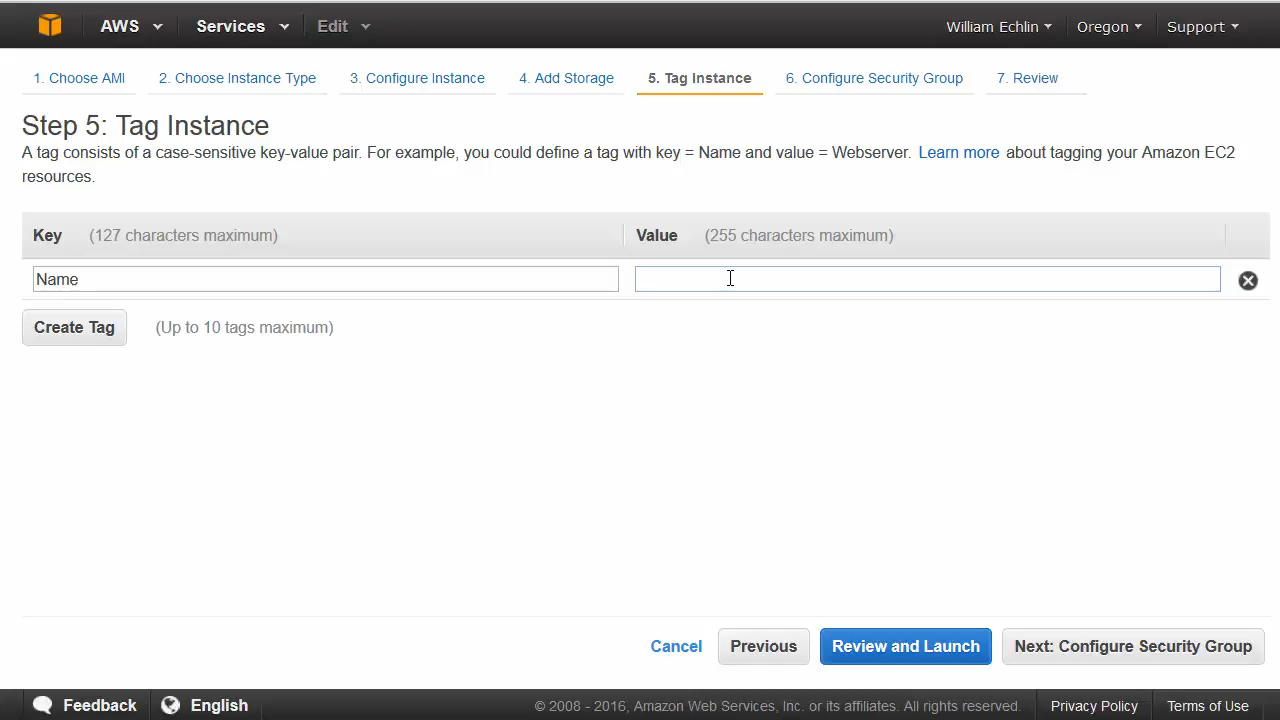 AWS Services Edit William Echlin Oregon Support
1. Choose AMI 2. Choose Instance Type 3. Configure Instance 4. Add Storage 5. Tag Instance 6. Configure Security Group 7. Review
Step 5: Tag Instance
A tag consists of a case-sensitive key-value pair. For example, you could define a tag with key = Name and value = Webserver. Learn more about tagging your Amazon EC2
resources.
Key (127 characters maximum) Value (255 characters maximum)
Name
Create Tag (Up to 10 tags maximum)
Cancel Previous Review and Launch Next: Configure Security Group
Feedback English © 2008 - 2016, Amazon Web Services, Inc. or its affiliates. All rights reserved. Privacy Policy Terms of Use